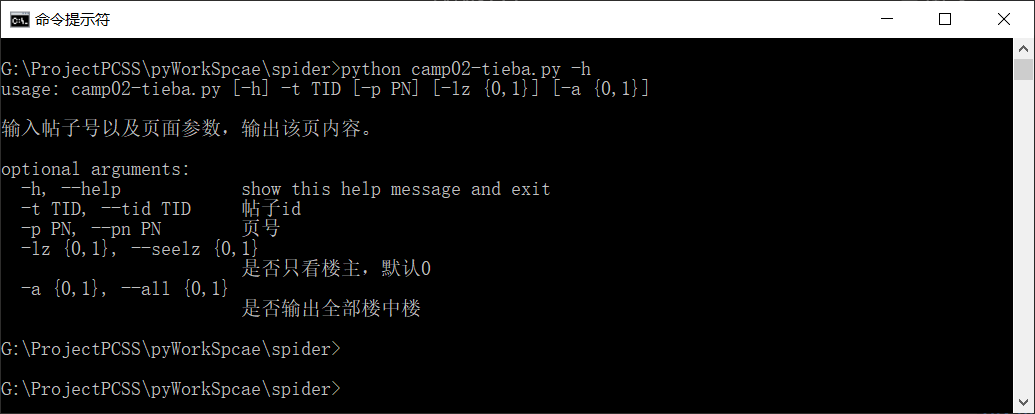 命令提示符
G:\ProjectPCSS\pyWorkSpcae\spider>python camp02-tieba.py -h
usage: camp02-tieba.py [-h] -t TID [-p PN] [-lz {0,1}] [-a {0,1}]
输入帖子号以及页面参数，输出该页内容。
optional arguments:
-h, --help show this help message and exit
-t TID, --tid TID 帖子id
-p PN, --pn PN 页号
-lz {0,1}, --seelz {0,1}
是否只看楼主，默认0
-a {0,1}, --all {0,1}
是否输出全部楼中楼
G:\ProjectPCSS\pyWorkSpcae\spider>
G:\ProjectPCSS\pyWorkSpcae\spider>